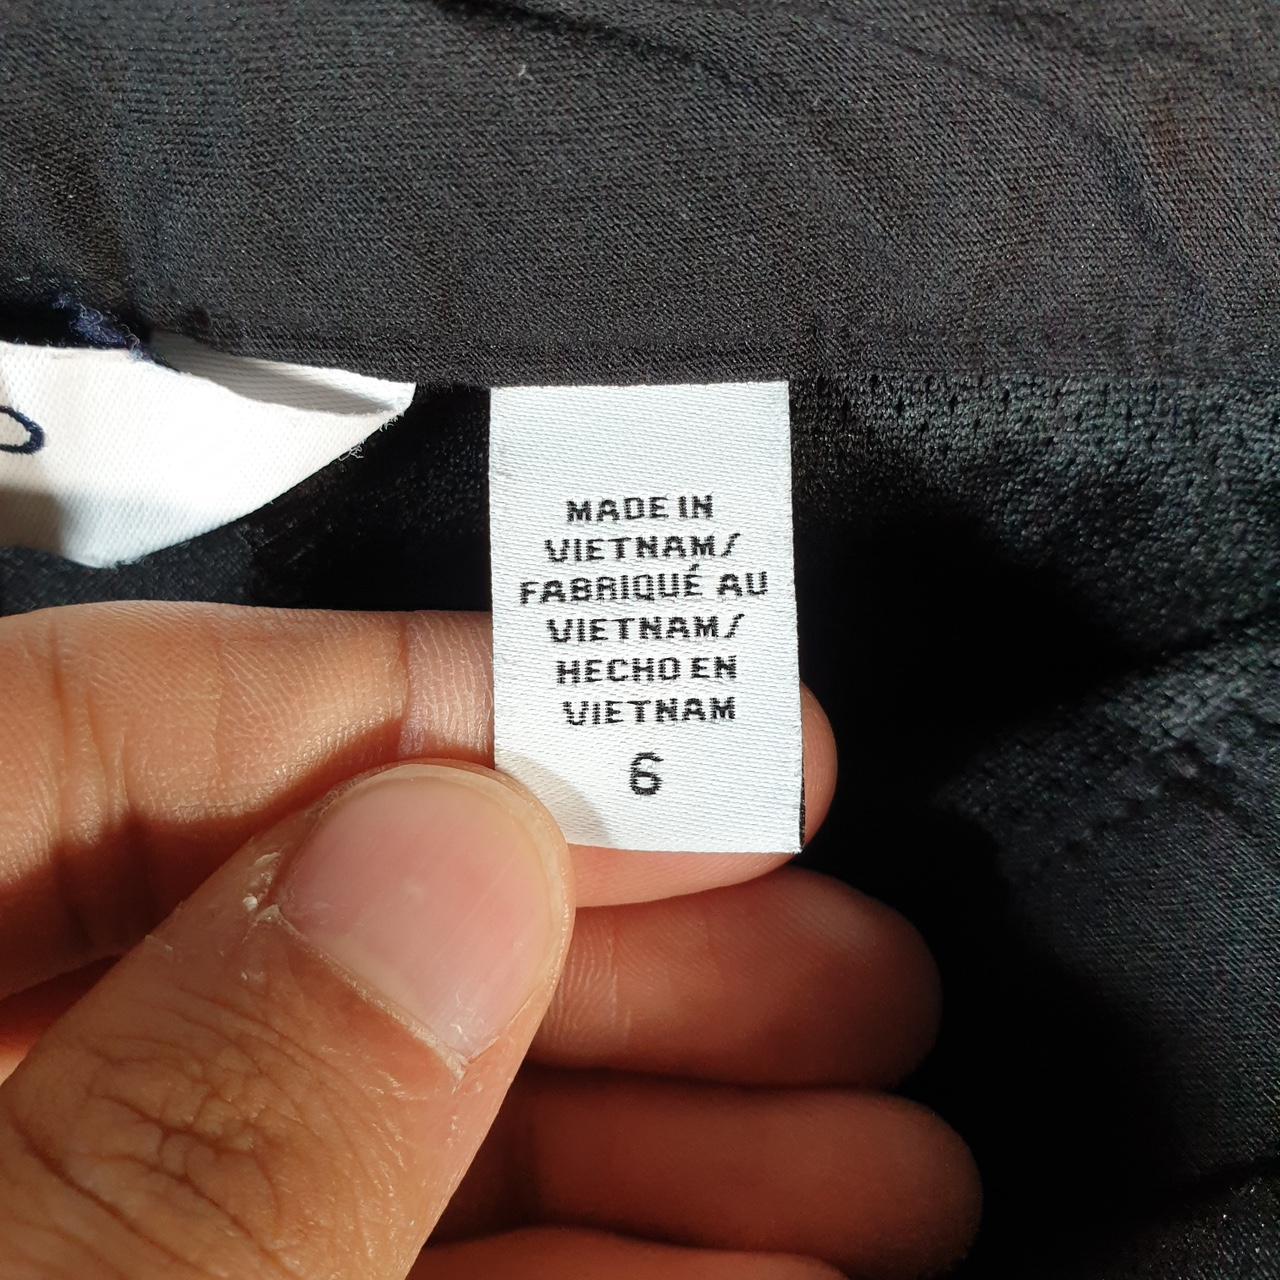 MADE IN
VIETNAM/
FABRIQUÉ AU
VIETNAM/
HECHO EN
VIETNAM
6